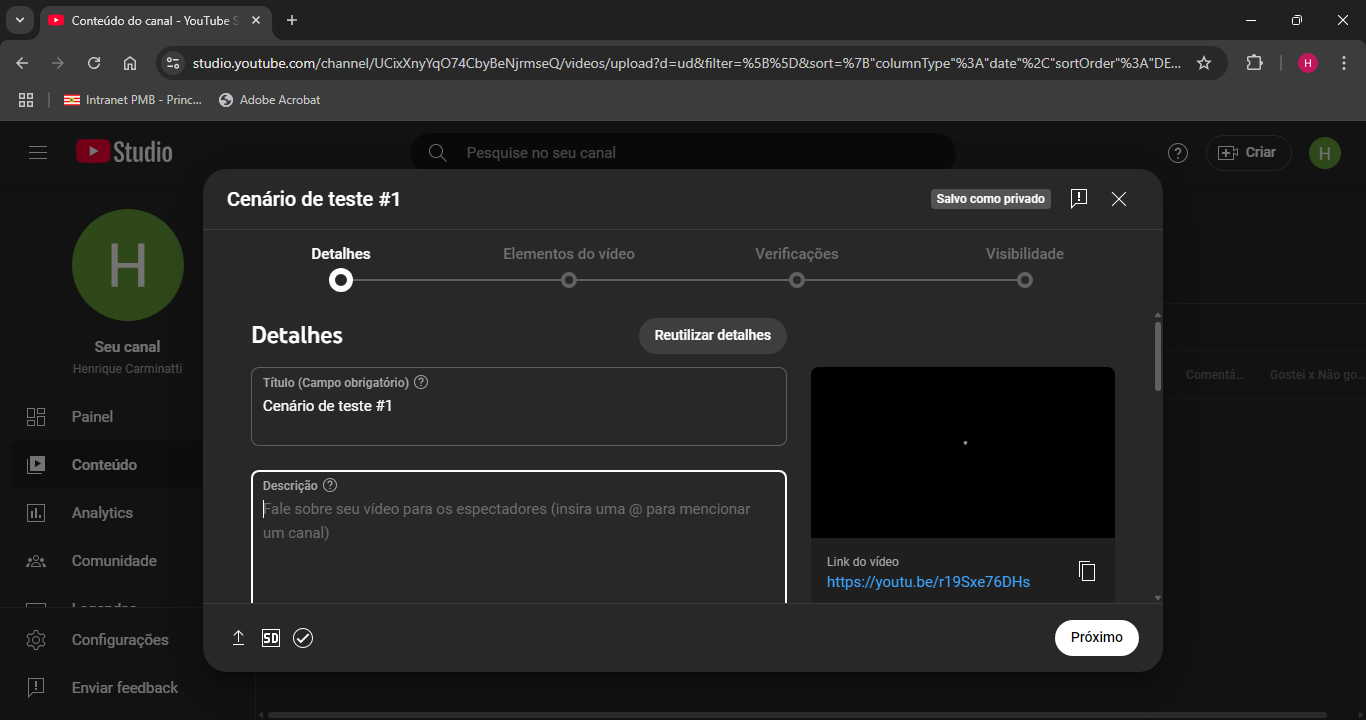 Conteúdo do canal - YouTube S
studio.youtube.com/channel/UCixXnyYqO74CbyBeNjrmseQ/videos/upload?d=ud&filter=%5B%5D&sort=%7B"columnType"%3A"date"%2C"sortOrder"%3A"DE...
H
Intranet PMB - Princ...
Adobe Acrobat
Studio
Pesquise no seu canal
Criar
H
Cenário de teste #1
Salvo como privado
Detalhes
Elementos do vídeo
Verificações
Visibilidade
H
Seu canal
Henrique Carminatti
Painel
Conteúdo
Analytics
Comunidade
Legendas
Configurações
Enviar feedback
Detalhes
Reutilizar detalhes
Título (Campo obrigatório)
Cenário de teste #1
Descrição
Fale sobre seu vídeo para os espectadores (insira uma @ para mencionar
um canal)
Link do vídeo
https://youtu.be/r19Sxe76DHs
Comentá...
Gostei x Não go...
SD
Próximo